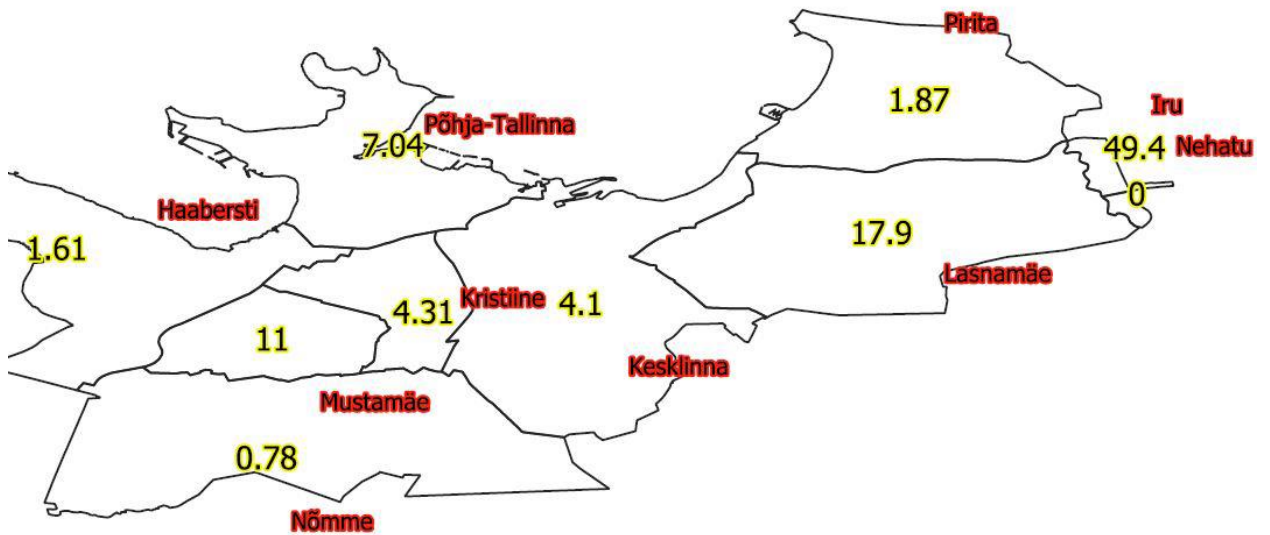 Pirita
1.87
Iru
Põhja-Tallinna
7.04
49.4 Nehatu
0
Haabersti
1.61
17.9
Lasnamäe
Kristiine
4.31
4.1
11
Kesklinna
Mustamäe
0.78
Nõmme